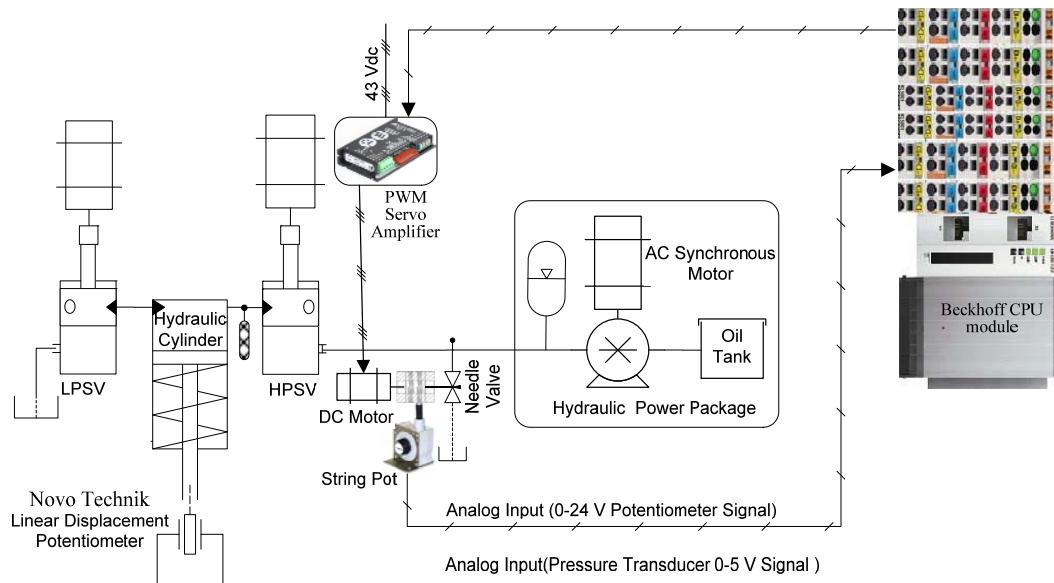 43 Vdc
PWM
Servo
Amplifier
AC Synchronous
Motor
Oil
Tank
Hydraulic Power Package
Beckhoff CPU
module
Hydraulic
Cylinder
LPSV
HPSV
DC Motor
Needle
Valve
String Pot
Novo Technik
Linear Displacement
Potentiometer
Analog Input (0-24 V Potentiometer Signal)
Analog Input(Pressure Transducer 0-5 V Signal )